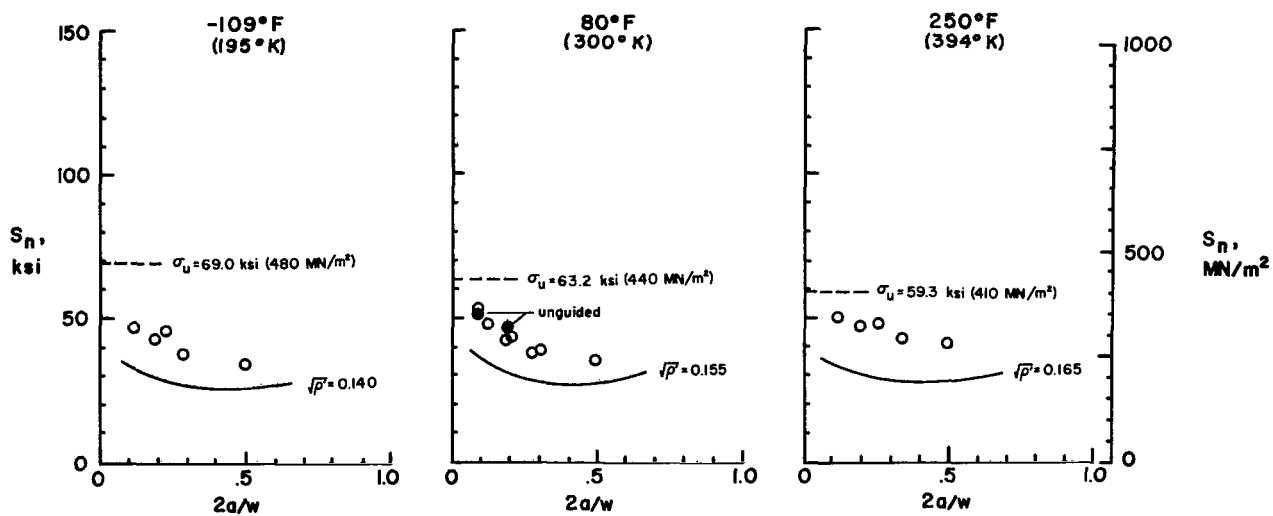 -109°F
(195°K)
80°F
(300°K)
250°F
(394°K)
150
100
50
0
Sn,
ksi
σu=69.0 ksi (480 MN/m²)
√ρ'=0.140
0
.5
1.0
2a/w
σu=63.2 ksi (440 MN/m²)
unguided
√ρ'=0.155
0
.5
1.0
2a/w
σu=59.3 ksi (410 MN/m²)
√ρ'=0.165
0
.5
1.0
2a/w
1000
500
0
Sn,
MN/m²